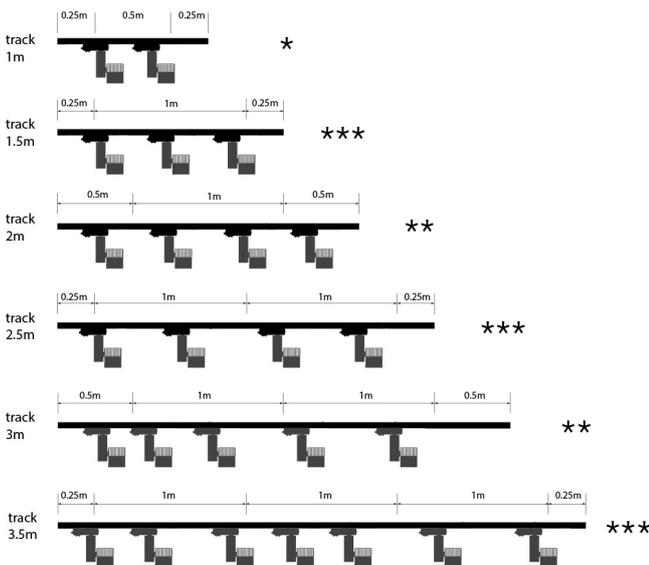 0.25m 0.5m 0.25m
track
1m
*
0.25m 1m 0.25m
track
1.5m
***
0.5m 1m 0.5m
track
2m
**
0.25m 1m 1m 0.25m
track
2.5m
***
0.5m 1m 1m 0.5m
track
3m
**
0.25m 1m 1m 1m 0.25m
track
3.5m
***